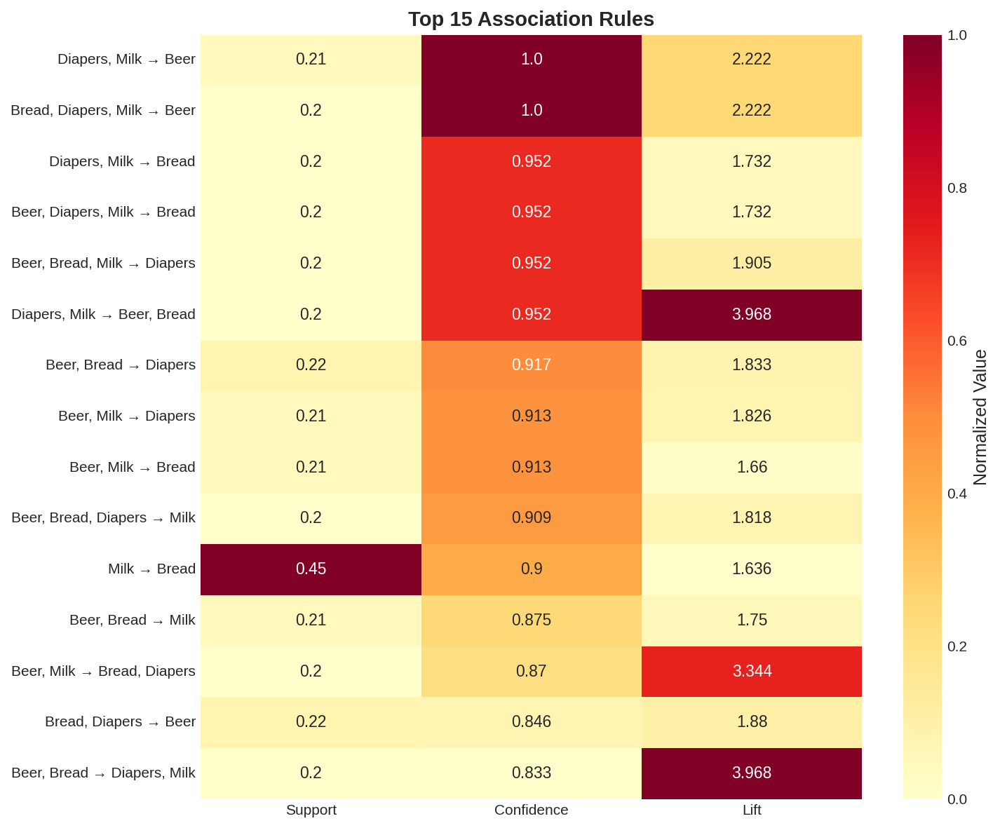 Top 15 Association Rules
Diapers, Milk → Beer 0.21 1.0 2.222
Bread, Diapers, Milk → Beer 0.2 1.0 2.222
Diapers, Milk → Bread 0.2 0.952 1.732
Beer, Diapers, Milk → Bread 0.2 0.952 1.732
Beer, Bread, Milk → Diapers 0.2 0.952 1.905
Diapers, Milk → Beer, Bread 0.2 0.952 3.968
Beer, Bread → Diapers 0.22 0.917 1.833
Beer, Milk → Diapers 0.21 0.913 1.826
Beer, Milk → Bread 0.21 0.913 1.66
Beer, Bread, Diapers → Milk 0.2 0.909 1.818
Milk → Bread 0.45 0.9 1.636
Beer, Bread → Milk 0.21 0.875 1.75
Beer, Milk → Bread, Diapers 0.2 0.87 3.344
Bread, Diapers → Beer 0.22 0.846 1.88
Beer, Bread → Diapers, Milk 0.2 0.833 3.968
Support Confidence Lift
1.0
0.8
0.6
0.4
0.2
0.0
Normalized Value